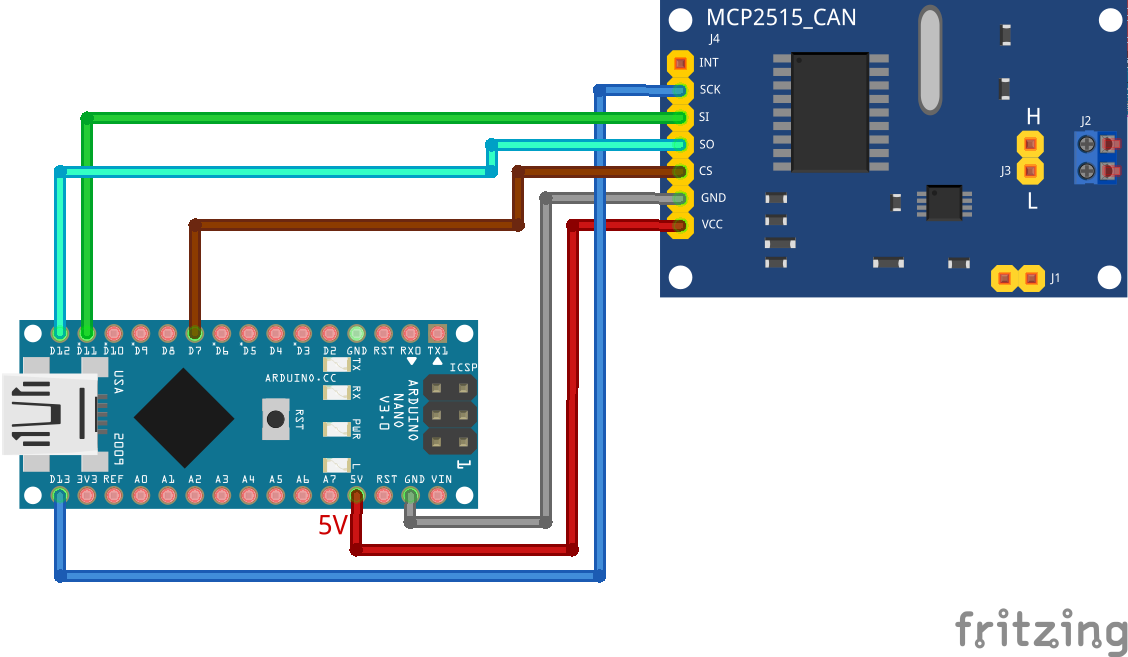 MCP2515_CAN
J4
INT
SCK
SI
SO
CS
GND
VCC
H
J2
J3
L
J1
D12 D11 D10 D9 D8 D7 D6 D5 D4 D3 D2 GND RST RX0 TX1
ICSP
TX
RX
PWR
L
ARDUINO.CC
RST
ARDUINO
NANO
V3.0
USA
2009
1
D13 3V3 REF A0 A1 A2 A3 A4 A5 A6 A7 5V RST GND VIN
5V
fritzing